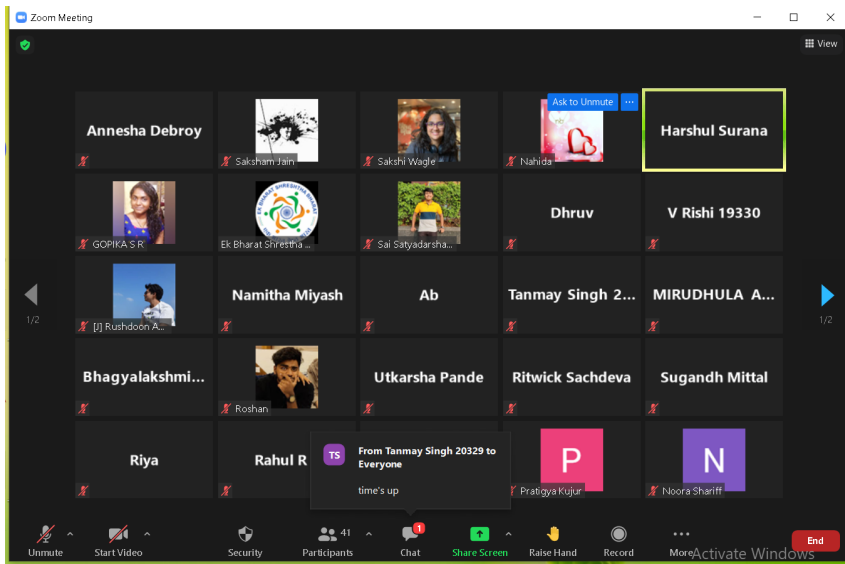 Zoom Meeting
View
Annesha Debroy
Saksham Jain
Sakshi Wagle
Ask to Unmute ...
Nahida
Harshul Surana
GOPIKA S R
EK BHARAT SHRESHTHA BHARAT
Ek Bharat Shrestha ...
Sai Satyadarsha...
Dhruv
V Rishi 19330
1/2
[J] Rushdoon A...
Namitha Miyash
Ab
Tanmay Singh 2...
MIRUDHULA A...
1/2
Bhagyalakshmi...
Roshan
Utkarsha Pande
Ritwick Sachdeva
Sugandh Mittal
Riya
Rahul R
TS
From Tanmay Singh 20329 to
Everyone
time's up
P
Pratigya Kujur
N
Noora Shariff
Unmute
Start Video
Security
41
Participants
1
Chat
Share Screen
Raise Hand
Record
More
End
Activate Windows